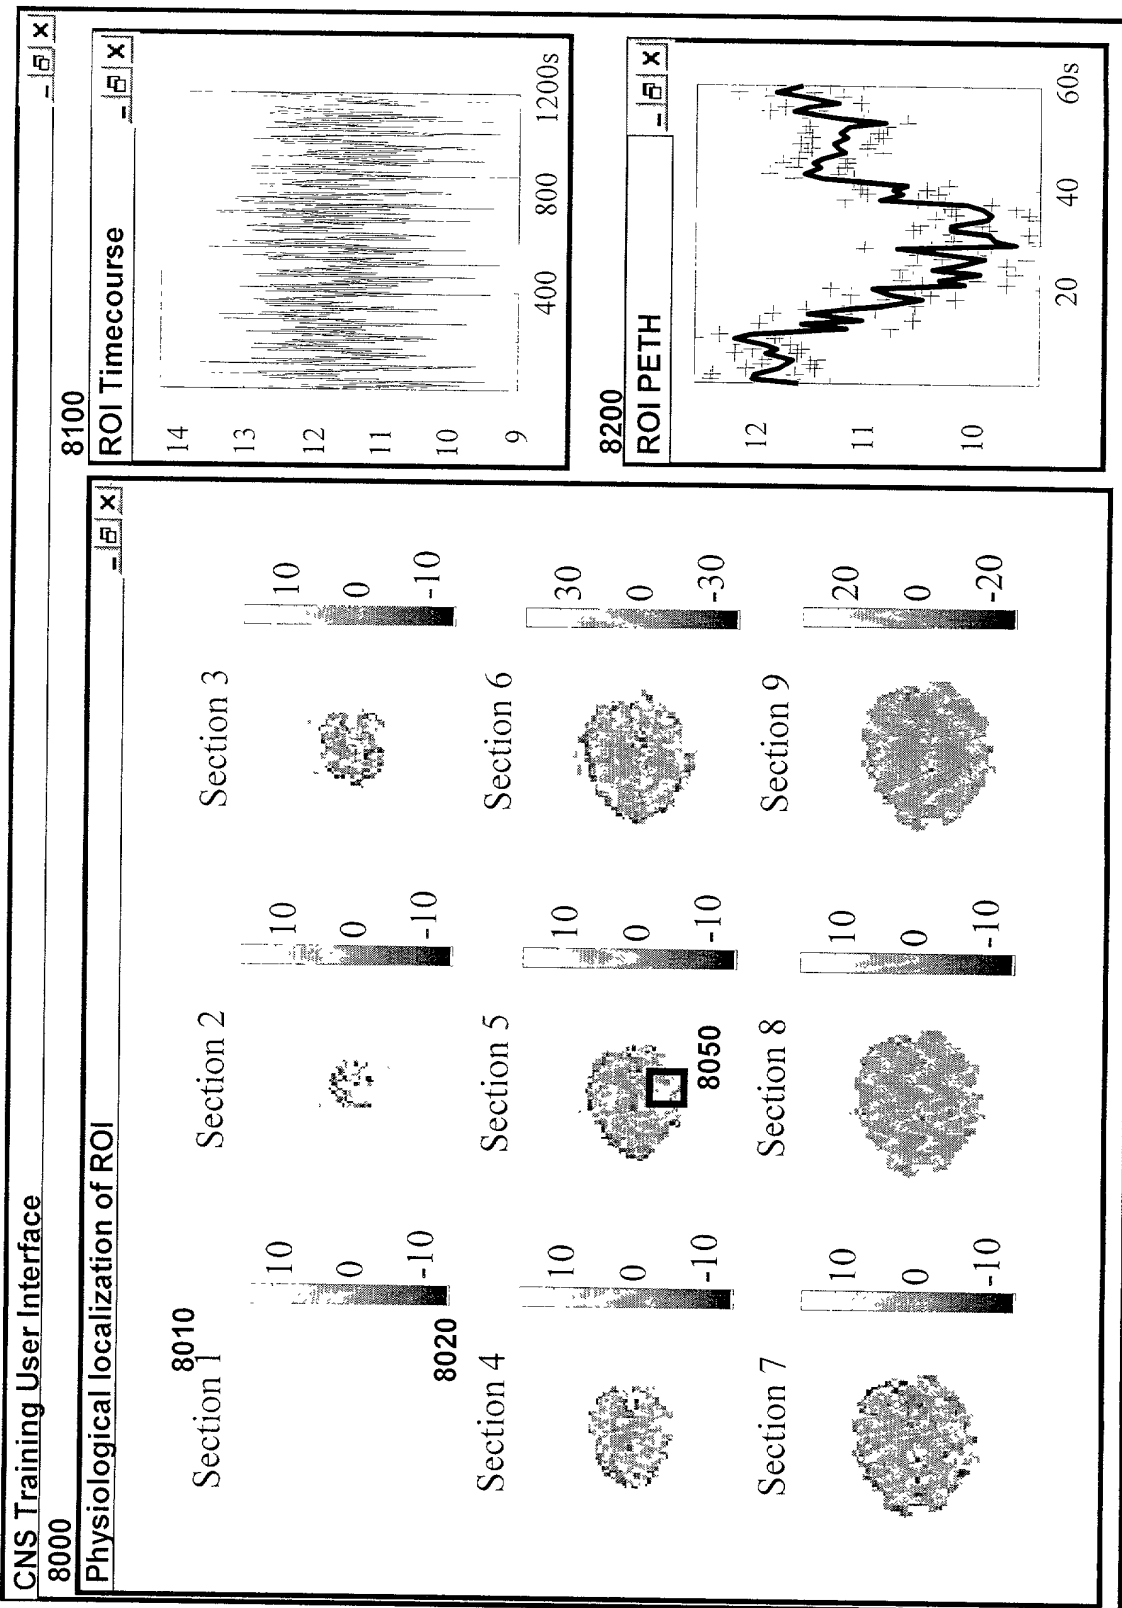 CNS Training User Interface
8000
Physiological localization of ROI
8010
Section 1
10
0
-10
8020
Section 2
10
0
-10
Section 3
10
0
-10
Section 4
10
0
-10
Section 5
10
0
-10
8050
Section 6
30
0
-30
Section 7
10
0
-10
Section 8
10
0
-10
Section 9
20
0
-20
8100
ROI Timecourse
14
13
12
11
10
9
400 800 1200s
8200
ROI PETH
12
11
10
20 40 60s